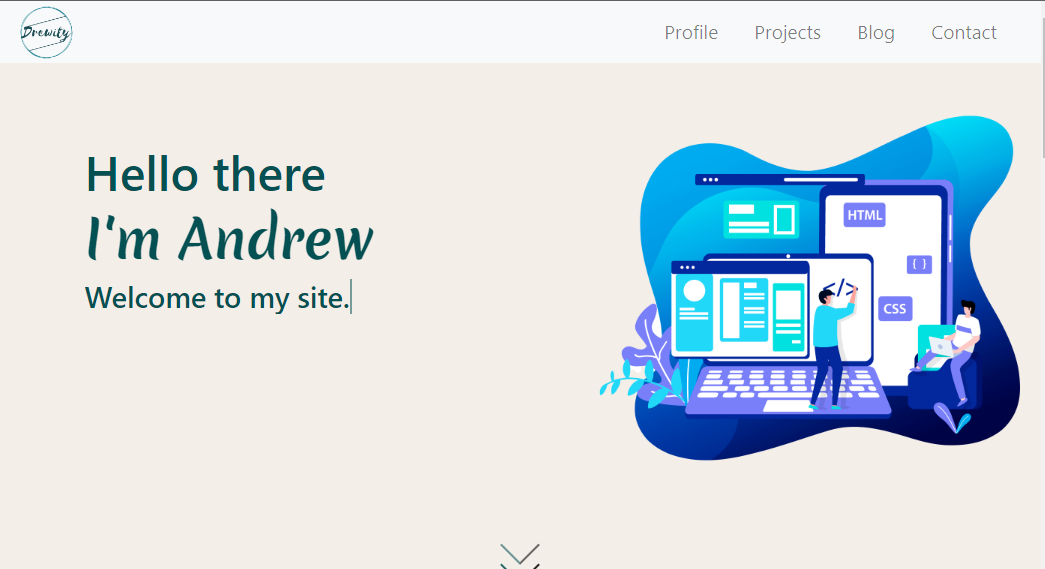 Drewity
Profile Projects Blog Contact
Hello there
I'm Andrew
Welcome to my site.
HTML
{ }
</>
CSS